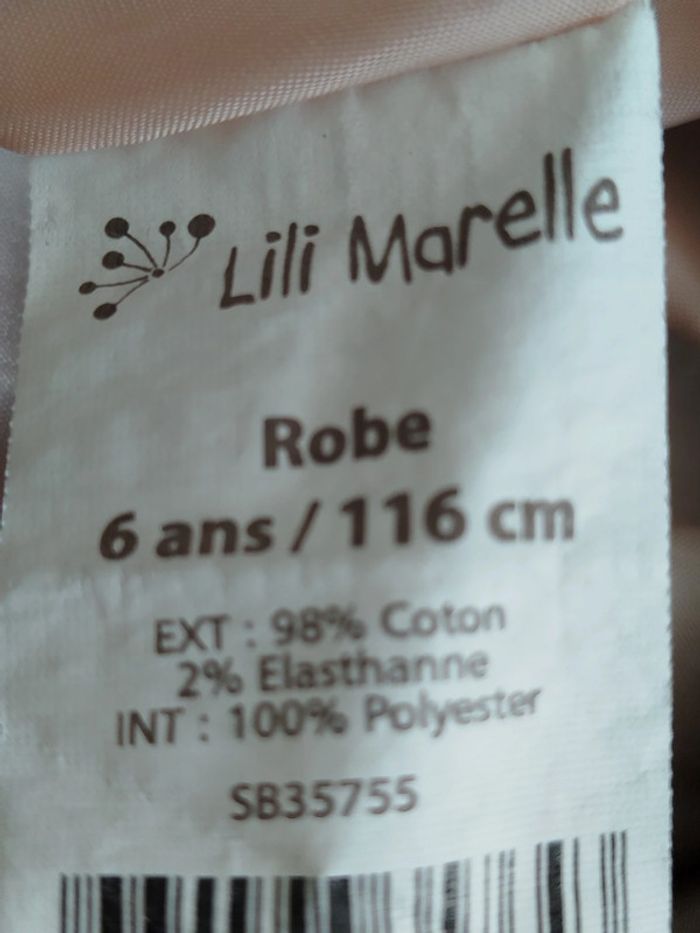 Lili Marelle
Robe
6 ans / 116 cm
EXT : 98% Coton
2% Elasthanne
INT : 100% Polyester
SB35755